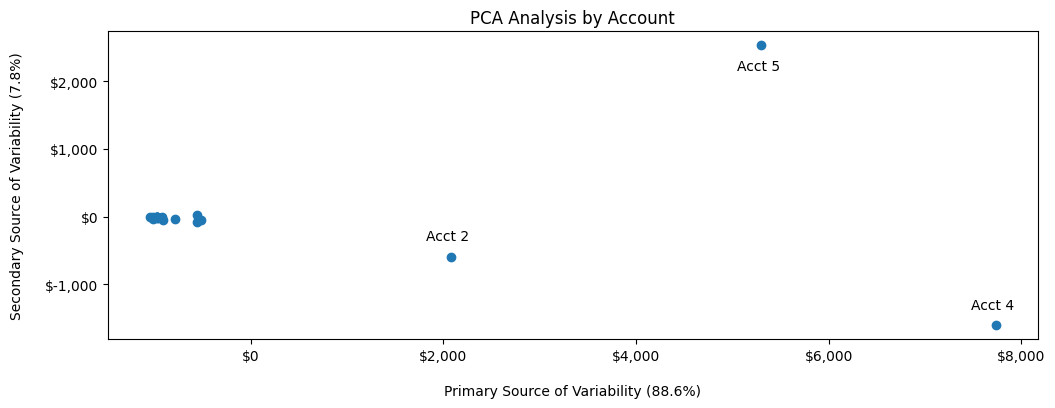 PCA Analysis by Account
Secondary Source of Variability (7.8%)
$2,000
$1,000
$0
$-1,000
Acct 5
Acct 2
Acct 4
$0
$2,000
$4,000
$6,000
$8,000
Primary Source of Variability (88.6%)